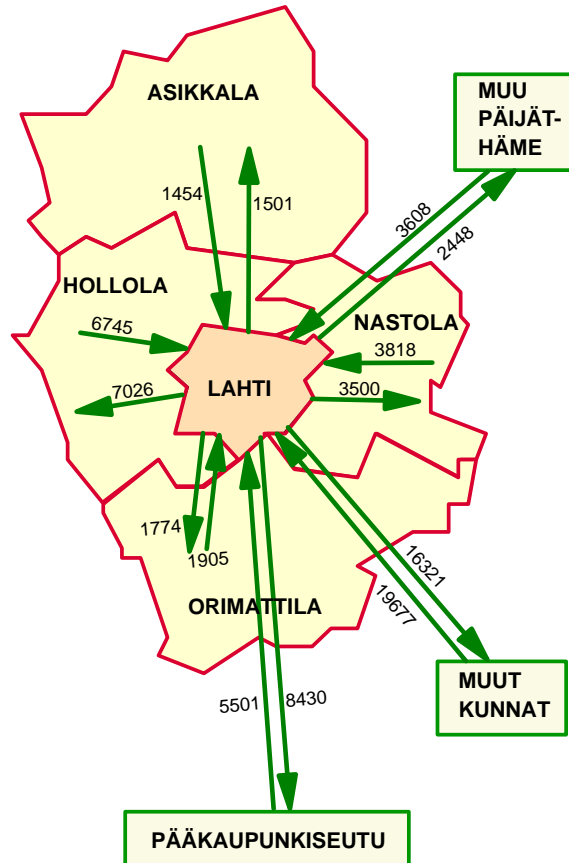 ASIKKALA
MUU
PÄIJÄT-
HÄME
1454
1501
3608
2448
HOLLOLA
NASTOLA
6745
3818
7026
LAHTI
3500
1774
1905
16321
19677
ORIMATTILA
5501
8430
MUUT
KUNNAT
PÄÄKAUPUNKISEUTU